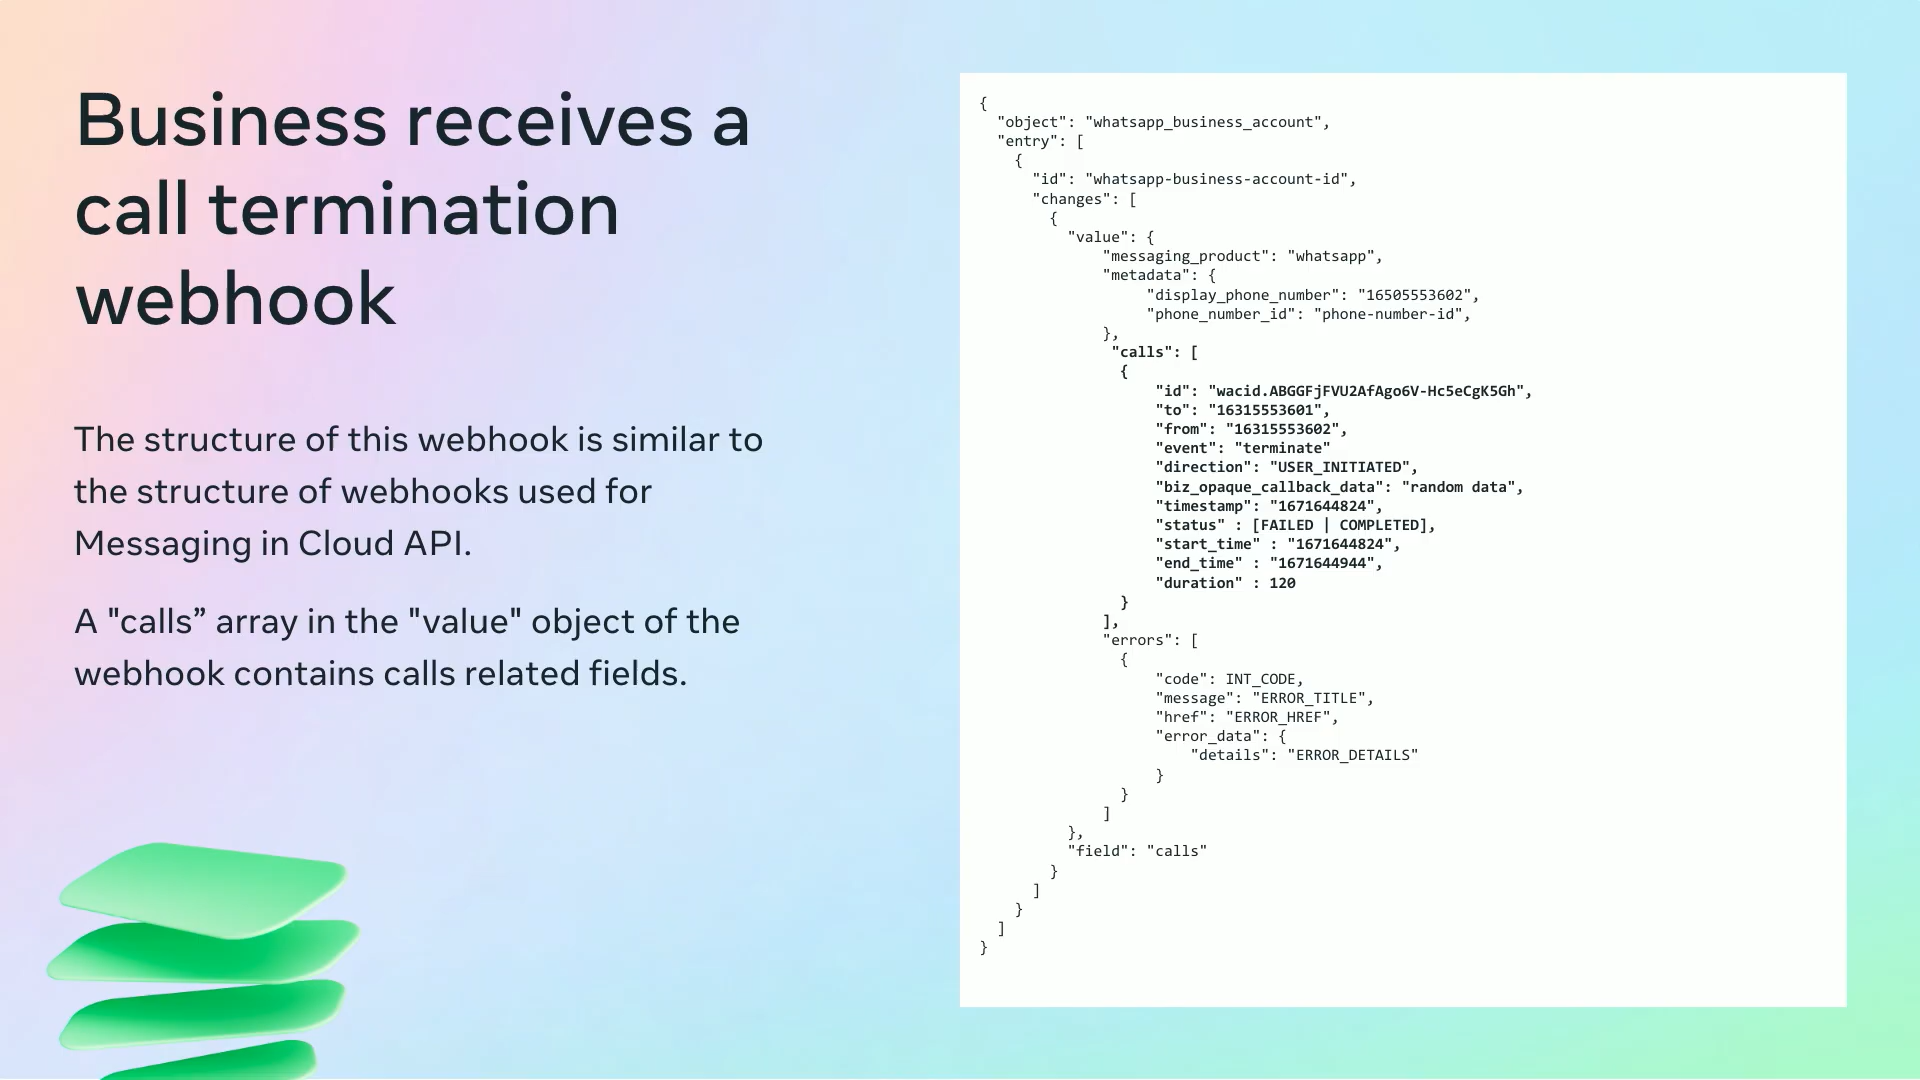 Business receives a
call termination
webhook
The structure of this webhook is similar to
the structure of webhooks used for
Messaging in Cloud API.
A "calls” array in the "value" object of the
webhook contains calls related fields.
{
  "object": "whatsapp_business_account",
  "entry": [
    {
      "id": "whatsapp-business-account-id",
      "changes": [
        {
          "value": {
              "messaging_product": "whatsapp",
              "metadata": {
                   "display_phone_number": "16505553602",
                   "phone_number_id": "phone-number-id",
              },
               "calls": [
                {
                    "id": "wacid.ABGGFjFVU2AfAgo6V-Hc5eCgK5Gh",
                    "to": "16315553601",
                    "from": "16315553602",
                    "event": "terminate"
                    "direction": "USER_INITIATED",
                    "biz_opaque_callback_data": "random data",
                    "timestamp": "1671644824",
                    "status" : [FAILED | COMPLETED],
                    "start_time" : "1671644824",
                    "end_time" : "1671644944",
                    "duration" : 120
                }
              ],
              "errors": [
                {
                    "code": INT_CODE,
                    "message": "ERROR_TITLE",
                    "href": "ERROR_HREF",
                    "error_data": {
                        "details": "ERROR_DETAILS"
                    }
                }
              ]
          },
          "field": "calls"
        }
      ]
    }
  ]
}